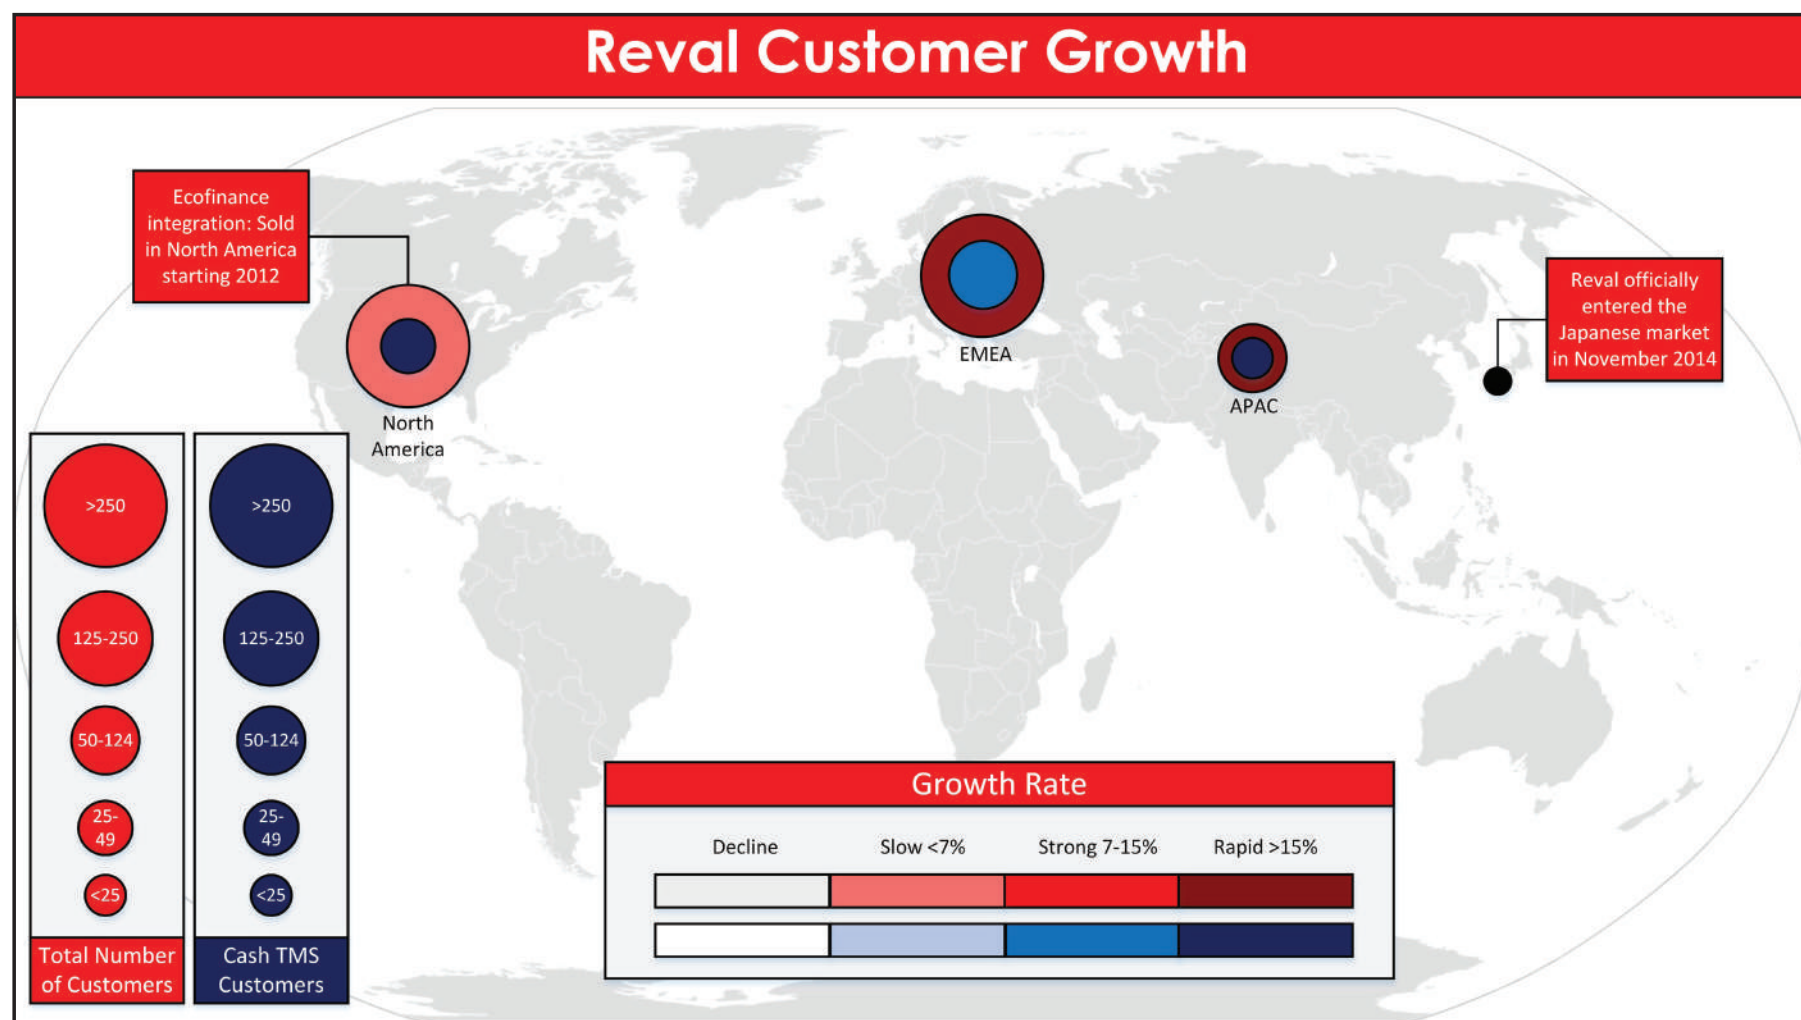 Reval Customer Growth
Ecofinance
integration: Sold
in North America
starting 2012
North
America
EMEA
APAC
Reval officially
entered the
Japanese market
in November 2014
>250
125-250
50-124
25-
49
<25
Total Number
of Customers
>250
125-250
50-124
25-
49
<25
Cash TMS
Customers
Growth Rate
Decline
Slow <7%
Strong 7-15%
Rapid >15%